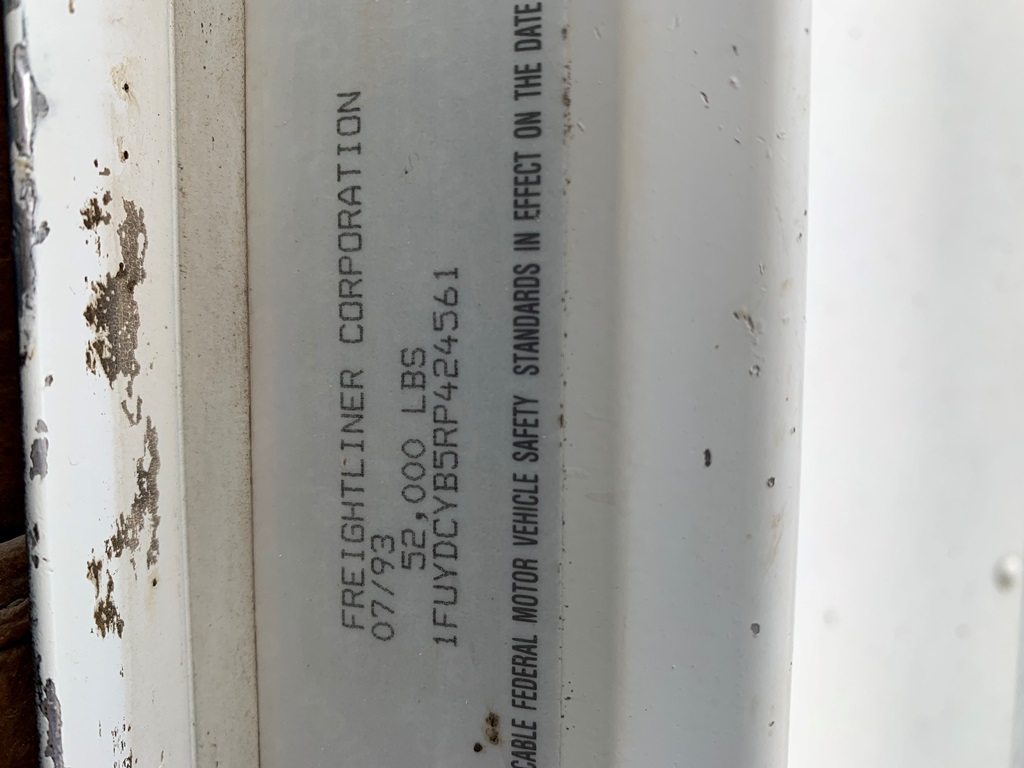 FREIGHTLINER CORPORATION
07/93
52,000 LBS
1FUYDCYB5RP424561
CABLE FEDERAL MOTOR VEHICLE SAFETY STANDARDS IN EFFECT ON THE DATE